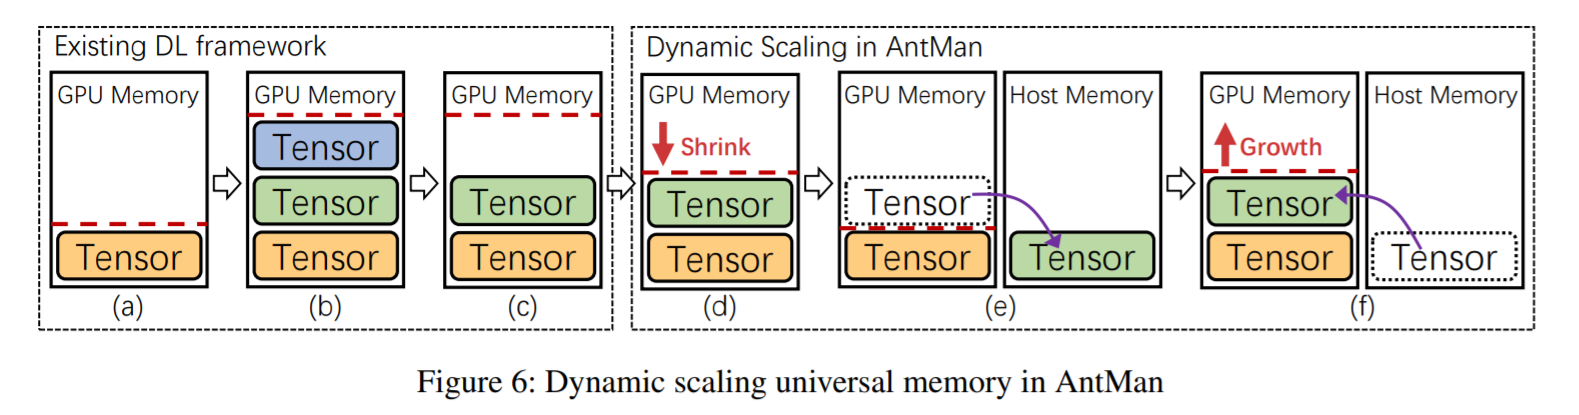 Existing DL framework
Dynamic Scaling in AntMan
GPU Memory
GPU Memory
GPU Memory
GPU Memory
GPU Memory
Host Memory
GPU Memory
Host Memory
Shrink
Growth
Tensor
Tensor
Tensor
Tensor
Tensor
Tensor
Tensor
Tensor
Tensor
Tensor
Tensor
Tensor
Tensor
Tensor
(a)
(b)
(c)
(d)
(e)
(f)
Figure 6: Dynamic scaling universal memory in AntMan